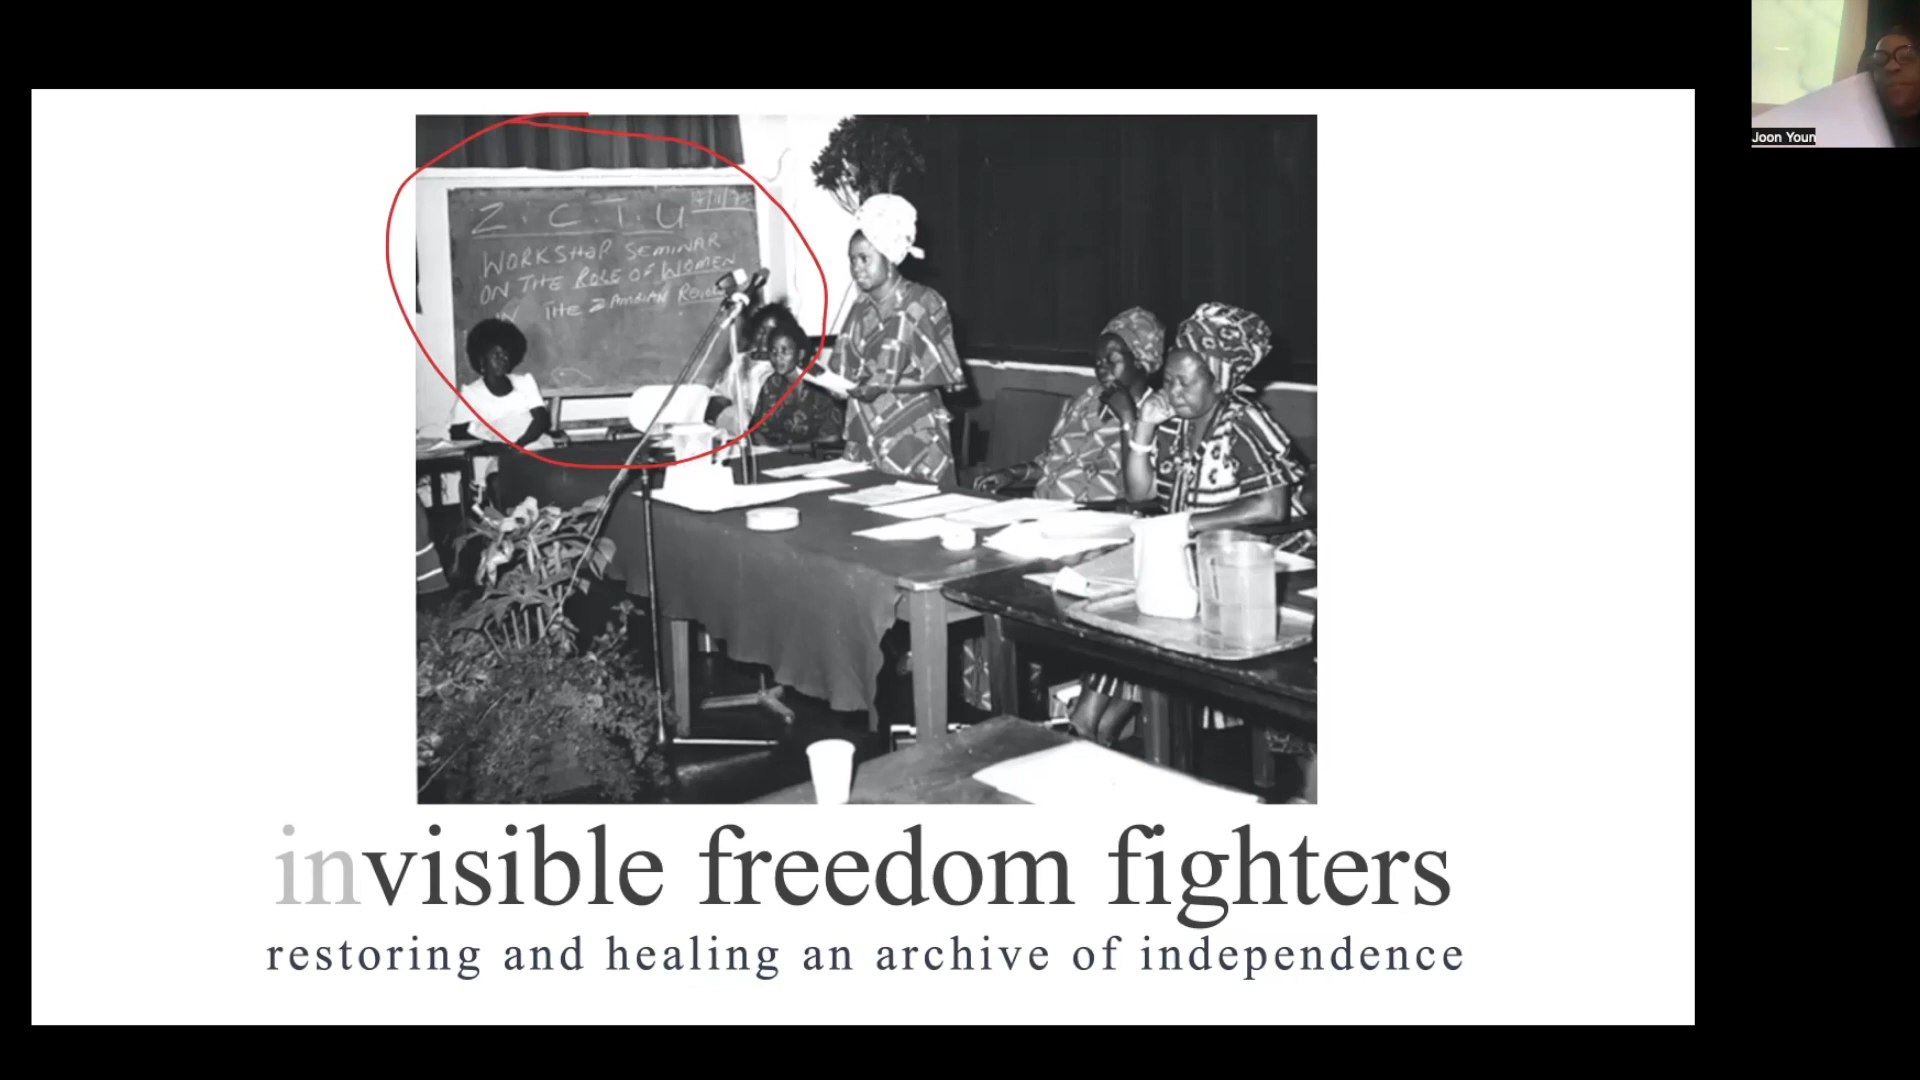 Z.C.T.U
WORKSHOP SEMINAR
ON THE ROLE OF WOMEN
IN THE ZAMBIAN
invisible freedom fighters
restoring and healing an archive of independence
Joon Youn